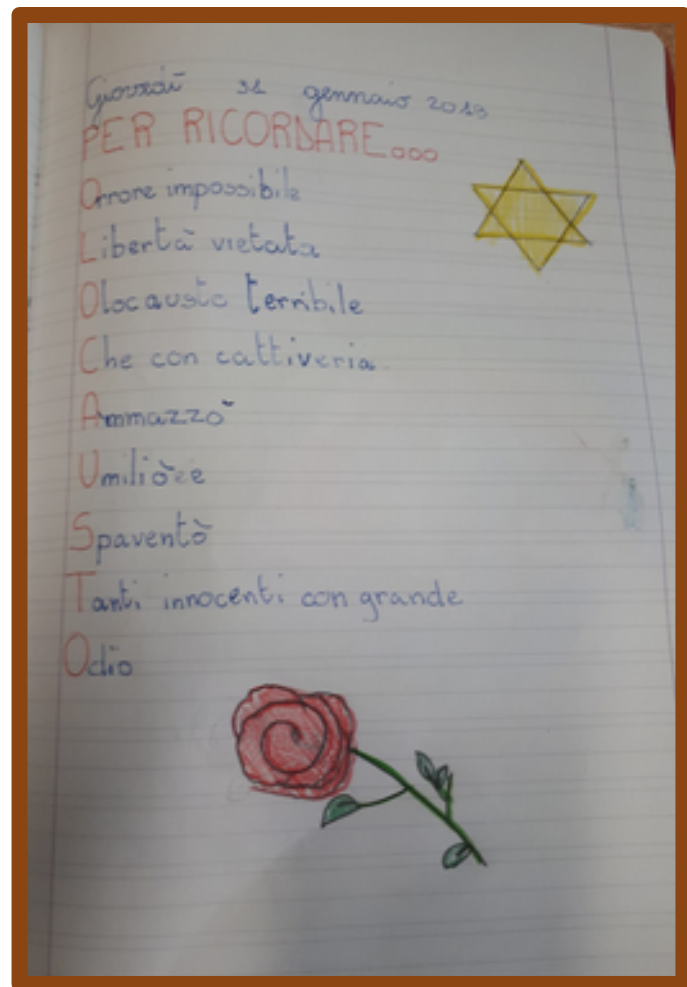 Giovedì 31 gennaio 2019
PER RICORDARE...
Orrore impossibile
Libertà vietata
Olocausto terribile
Che con cattiveria
Ammazzò
Umiliò e
Spaventò
Tanti innocenti con grande
Odio